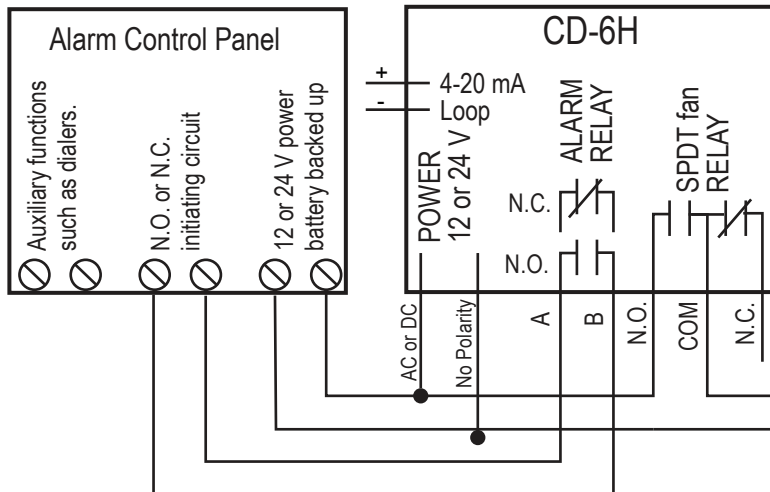 Alarm Control Panel
Auxiliary functions
such as dialers.
N.O. or N.C.
initiating circuit
12 or 24 V power
battery backed up
CD-6H
+
4-20 mA
-
Loop
POWER
12 or 24 V
ALARM
RELAY
N.C.
N.O.
SPDT fan
RELAY
AC or DC
No Polarity
A
B
N.O.
COM
N.C.